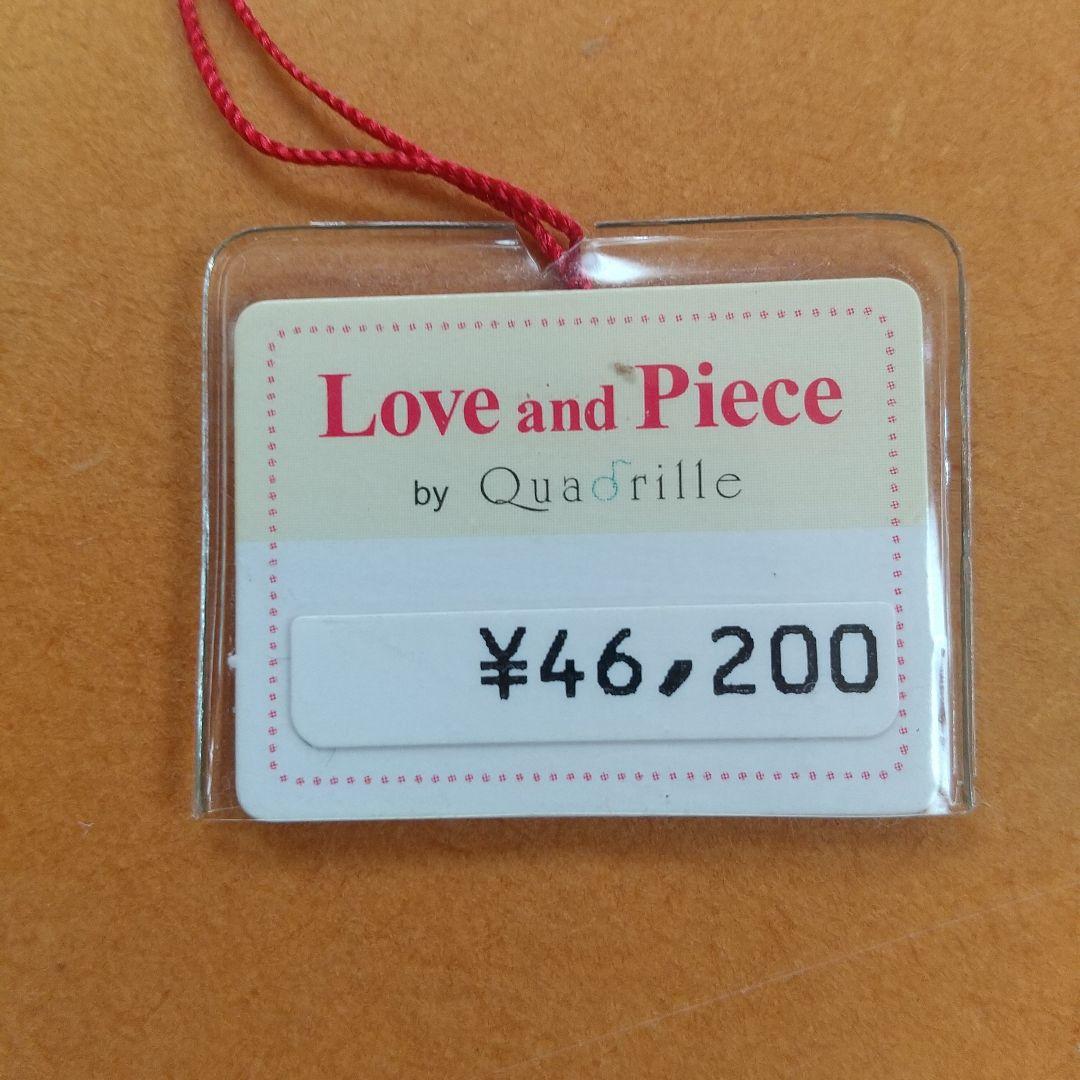 Love and Piece
by Quadrille
¥46,200